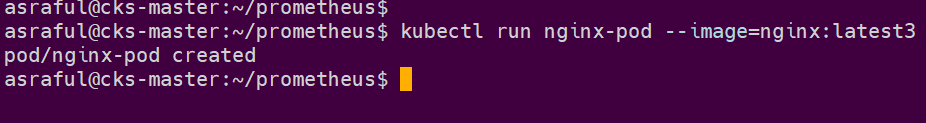 asraful@cks-master:~/prometheus$
asraful@cks-master:~/prometheus$ kubectl run nginx-pod --image=nginx:latest3
pod/nginx-pod created
asraful@cks-master:~/prometheus$